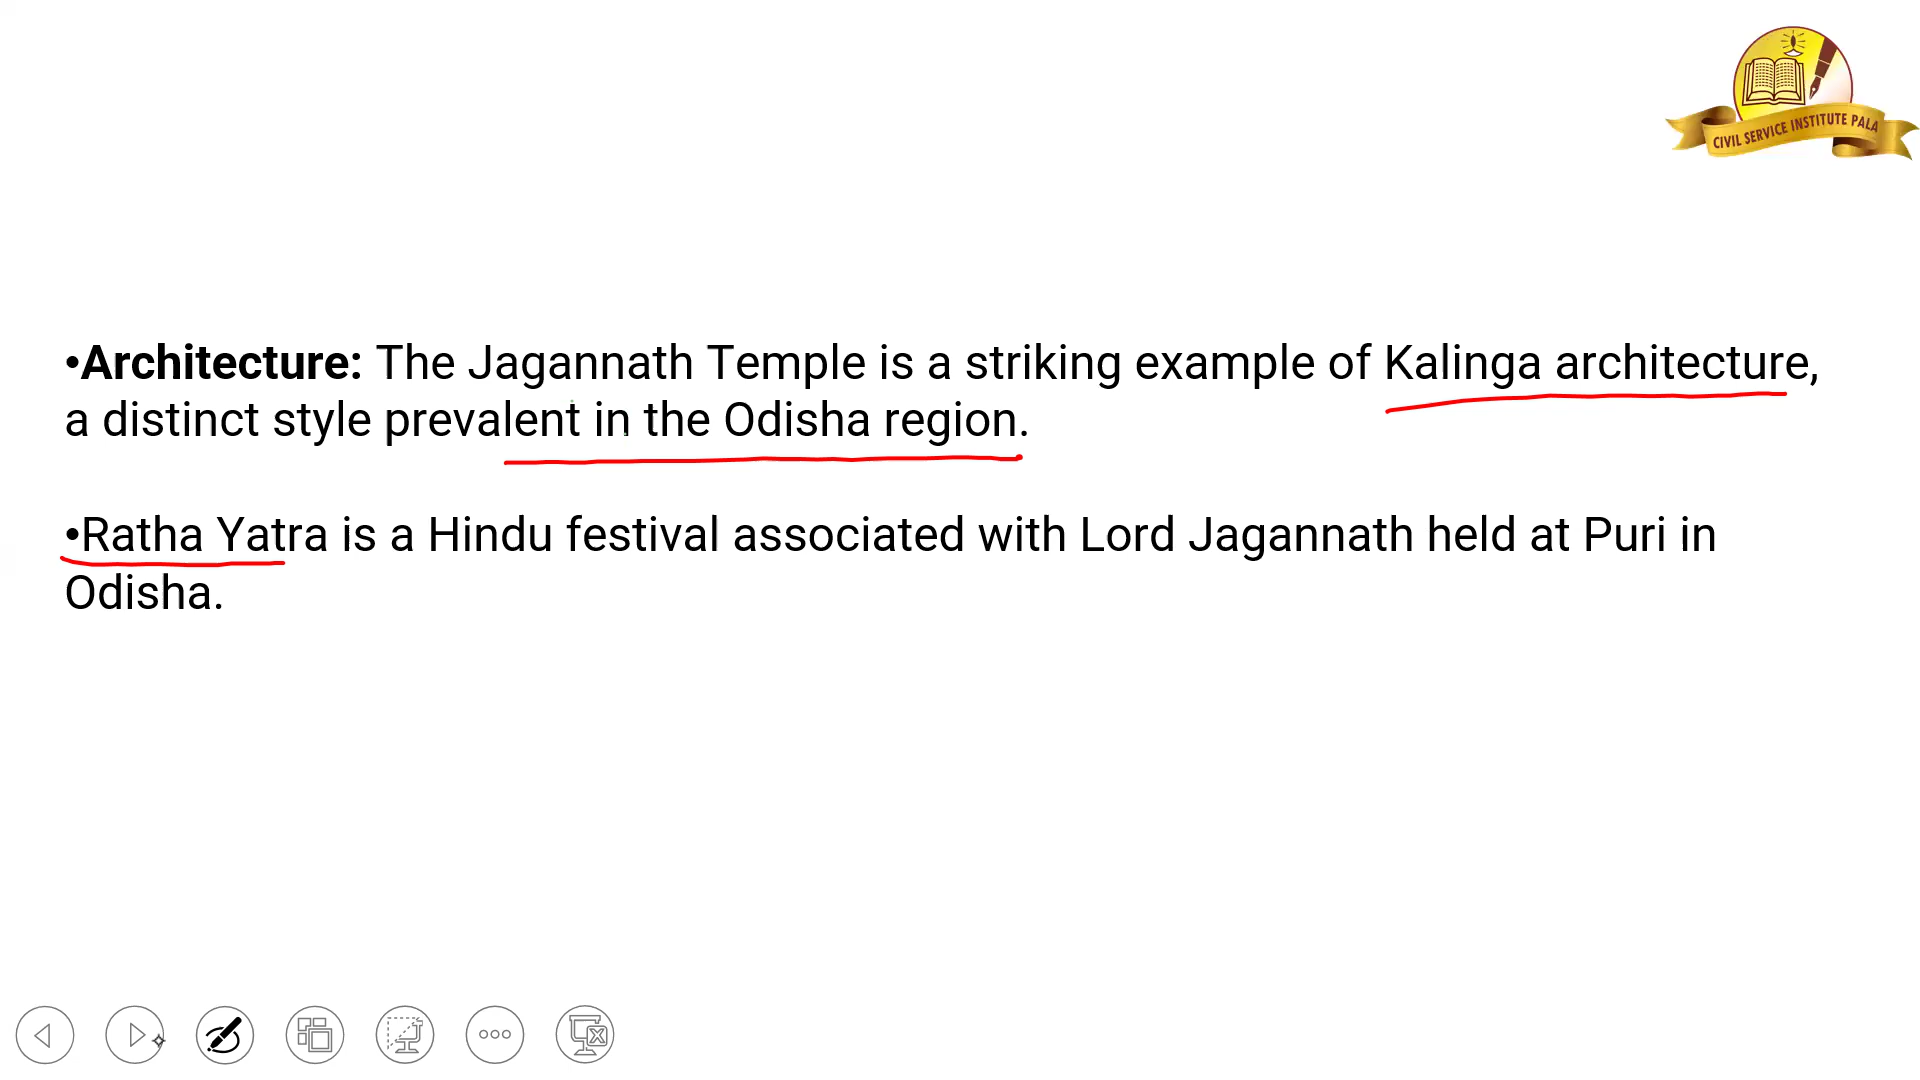 CIVIL SERVICE INSTITUTE PALA
•Architecture: The Jagannath Temple is a striking example of Kalinga architecture,
a distinct style prevalent in the Odisha region.
•Ratha Yatra is a Hindu festival associated with Lord Jagannath held at Puri in
Odisha.